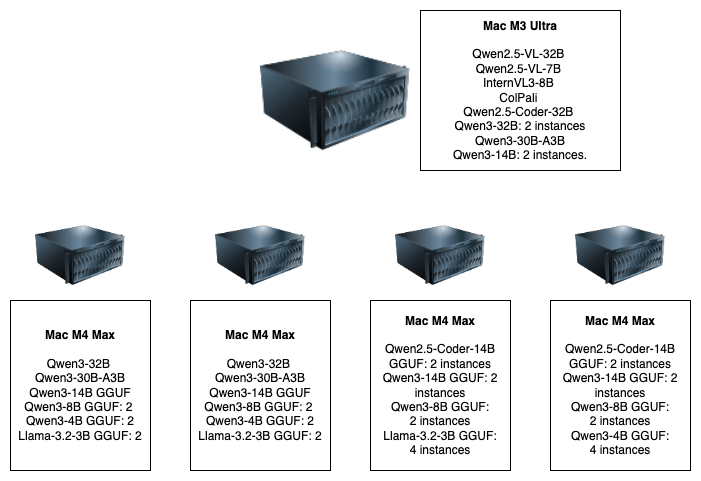 Mac M3 Ultra
Qwen2.5-VL-32B
Qwen2.5-VL-7B
InternVL3-8B
ColPali
Qwen2.5-Coder-32B
Qwen3-32B: 2 instances
Qwen3-30B-A3B
Qwen3-14B: 2 instances.
Mac M4 Max
Qwen3-32B
Qwen3-30B-A3B
Qwen3-14B GGUF
Qwen3-8B GGUF: 2
Qwen3-4B GGUF: 2
Llama-3.2-3B GGUF: 2
Mac M4 Max
Qwen3-32B
Qwen3-30B-A3B
Qwen3-14B GGUF
Qwen3-8B GGUF: 2
Qwen3-4B GGUF: 2
Llama-3.2-3B GGUF: 2
Mac M4 Max
Qwen2.5-Coder-14B
GGUF: 2 instances
Qwen3-14B GGUF: 2
instances
Qwen3-8B GGUF:
2 instances
Llama-3.2-3B GGUF:
4 instances
Mac M4 Max
Qwen2.5-Coder-14B
GGUF: 2 instances
Qwen3-14B GGUF: 2
instances
Qwen3-8B GGUF:
2 instances
Qwen3-4B GGUF:
4 instances